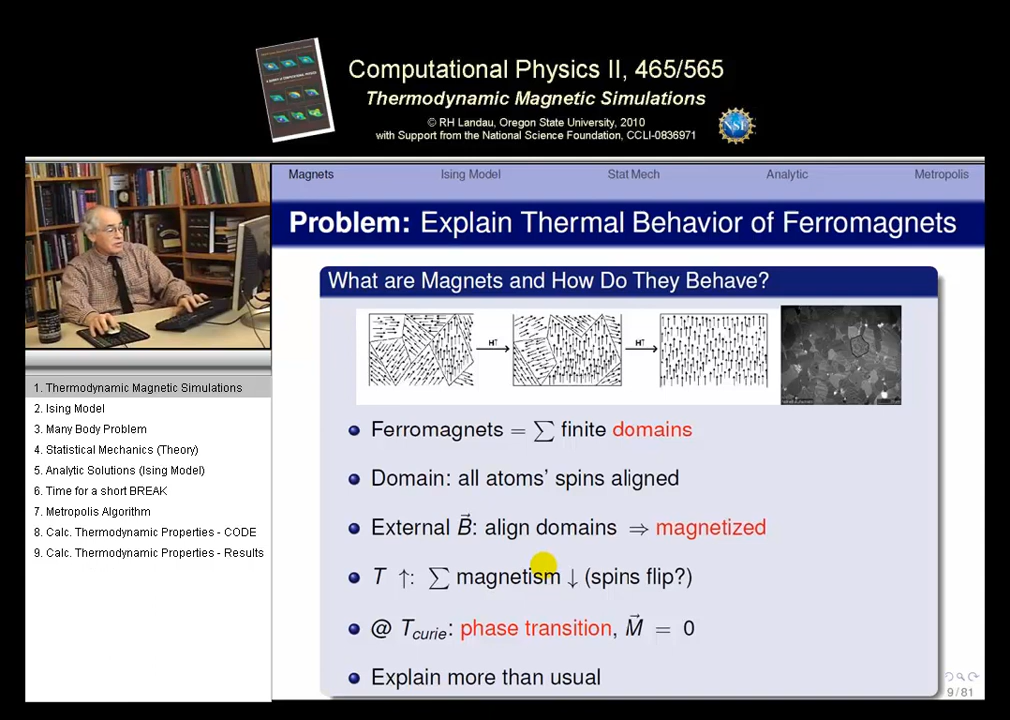 Computational Physics II, 465/565
Thermodynamic Magnetic Simulations
© RH Landau, Oregon State University, 2010
with Support from the National Science Foundation, CCLI-0836971
NSF
Magnets Ising Model Stat Mech Analytic Metropolis
Problem: Explain Thermal Behavior of Ferromagnets
What are Magnets and How Do They Behave?
H↑ H↑
Ferromagnets = ∑ finite domains
Domain: all atoms' spins aligned
External B⃗: align domains ⇒ magnetized
T ↑: ∑ magnetism ↓ (spins flip?)
@ Tcurie: phase transition, M⃗ = 0
Explain more than usual
9/81
1. Thermodynamic Magnetic Simulations
2. Ising Model
3. Many Body Problem
4. Statistical Mechanics (Theory)
5. Analytic Solutions (Ising Model)
6. Time for a short BREAK
7. Metropolis Algorithm
8. Calc. Thermodynamic Properties - CODE
9. Calc. Thermodynamic Properties - Results